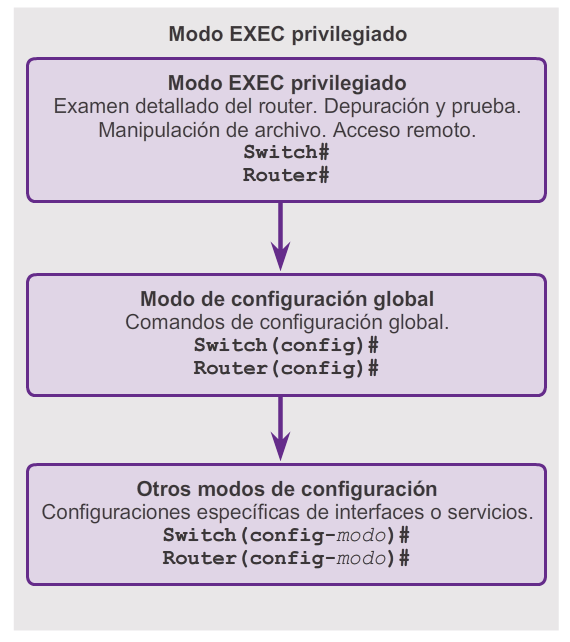 Modo EXEC privilegiado
Modo EXEC privilegiado
Examen detallado del router. Depuración y prueba.
Manipulación de archivo. Acceso remoto.
Switch#
Router#
Modo de configuración global
Comandos de configuración global.
Switch(config)#
Router(config)#
Otros modos de configuración
Configuraciones específicas de interfaces o servicios.
Switch(config-modo)#
Router(config-modo)#